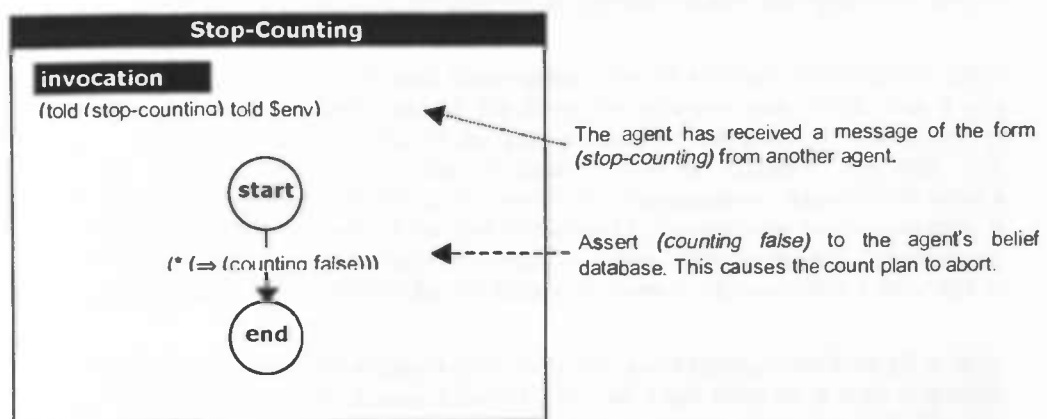 Stop-Counting
invocation
(told (stop-counting) told $env)
The agent has received a message of the form
(stop-counting) from another agent.
start
(* (⇒ (counting false)))
Assert (counting false) to the agent's belief
database. This causes the count plan to abort.
end